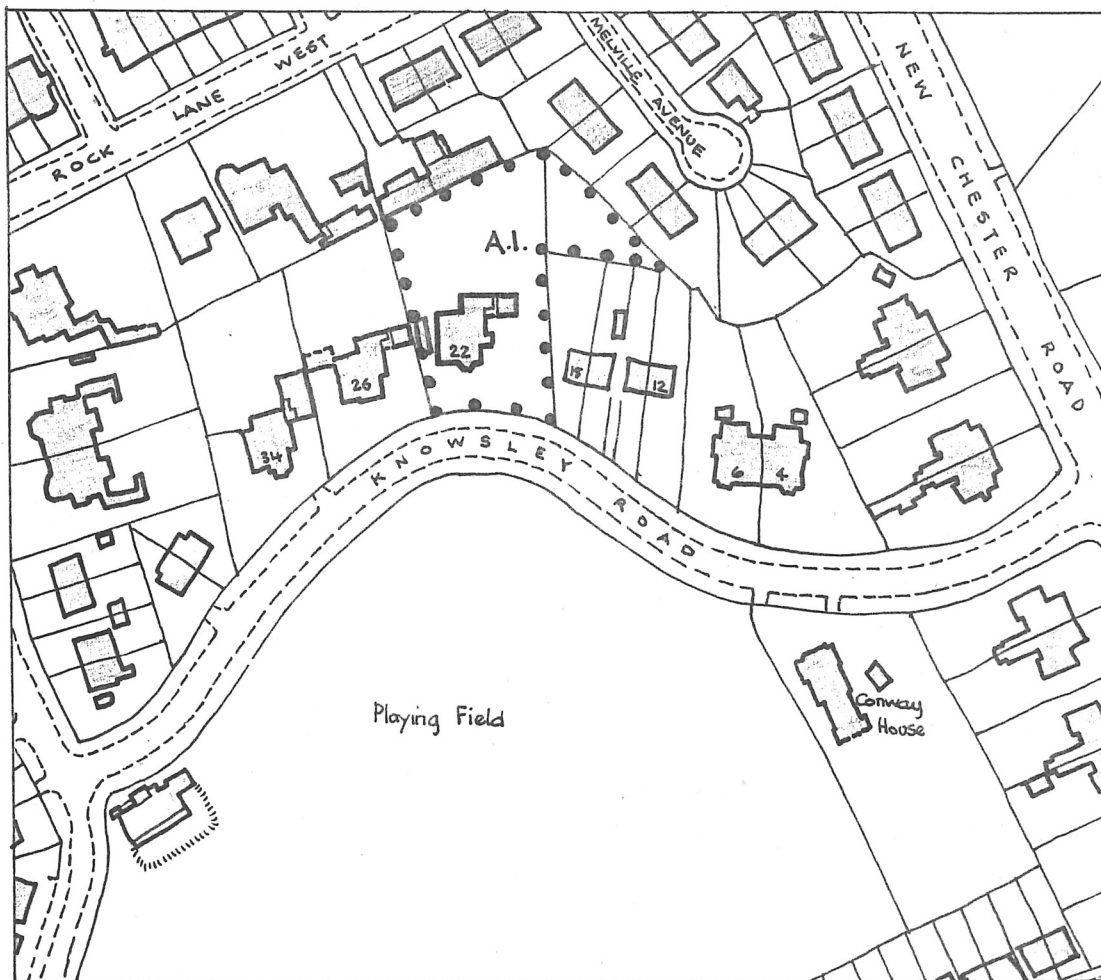 ROCK LANE WEST
MELVILLE AVENUE
NEW CHESTER ROAD
A.I.
22
26
34
18
12
6
4
KNOWSLEY ROAD
Playing Field
Conway
House